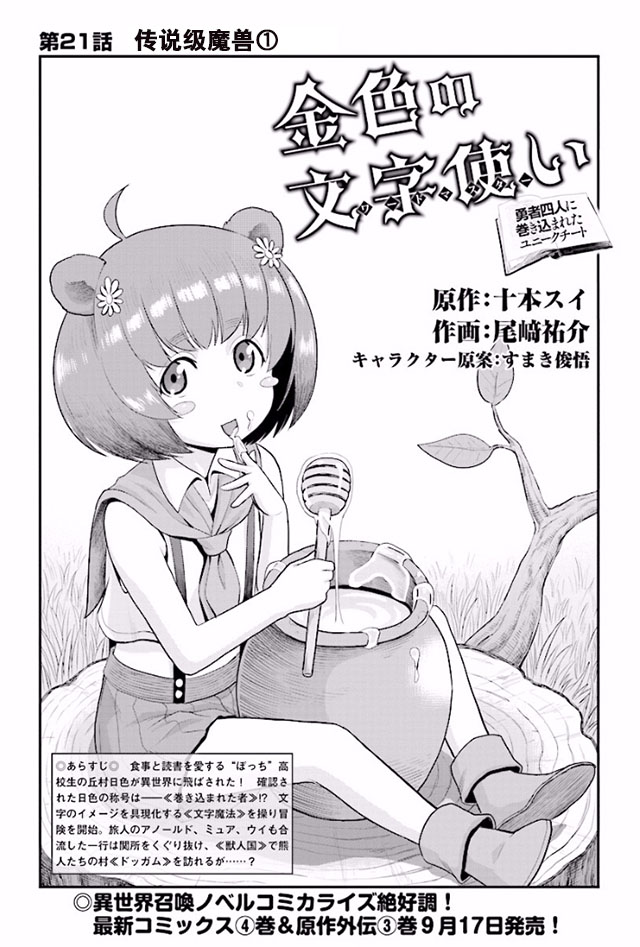 第21話　传说级魔兽①
金色の
文字使い
ワードマスター
勇者四人に
巻き込まれた
ユニークチート
原作：十本スイ
作画：尾﨑祐介
キャラクター原案：すまき俊悟
◎あらすじ◎　食事と読書を愛する“ぼっち”高
校生の丘村日色が異世界に飛ばされた！　確認
された日色の称号は――≪巻き込まれた者≫!?　文
字のイメージを具現化する≪文字魔法≫を操り冒
険を開始。旅人のアノールド、ミュア、ウイも合
流した一行は関所をくぐり抜け、≪獣人国≫で熊
人たちの村≪ドッガム≫を訪れるが……？
◎異世界召喚ノベルコミカライズ絶好調！
最新コミックス④巻＆原作外伝③巻９月17日発売！